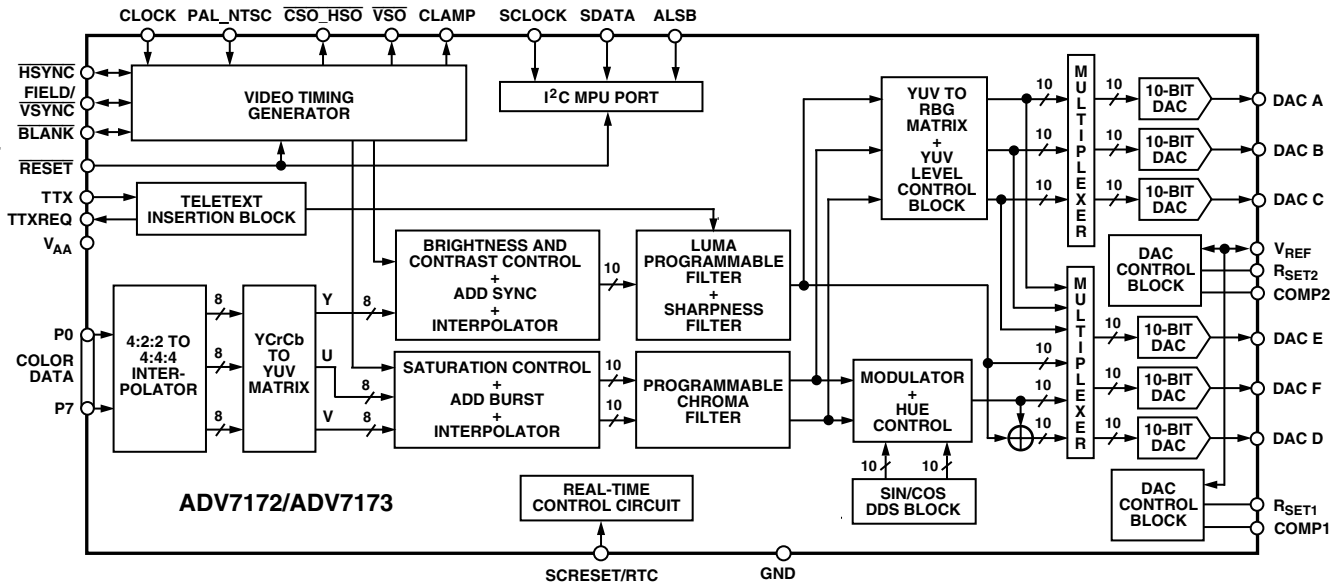 CLOCK PAL_NTSC CSO_HSO VSO CLAMP SCLOCK SDATA ALSB
HSYNC
FIELD/
VSYNC
BLANK
RESET
TTX
TTXREQ
VAA
VIDEO TIMING
GENERATOR
I2C MPU PORT
TELETEXT
INSERTION BLOCK
P0
COLOR
DATA
P7
4:2:2 TO
4:4:4
INTER-
POLATOR
8
8
8
YCrCb
TO
YUV
MATRIX
Y
8
U
8
V
8
BRIGHTNESS AND
CONTRAST CONTROL
+
ADD SYNC
+
INTERPOLATOR
10
LUMA
PROGRAMMABLE
FILTER
+
SHARPNESS
FILTER
SATURATION CONTROL
+
ADD BURST
+
INTERPOLATOR
10
10
PROGRAMMABLE
CHROMA
FILTER
YUV TO
RBG
MATRIX
+
YUV
LEVEL
CONTROL
BLOCK
10
10
10
MULTIPLEXER
10
10
10
10-BIT
DAC
10-BIT
DAC
10-BIT
DAC
DAC A
DAC B
DAC C
DAC
CONTROL
BLOCK
VREF
RSET2
COMP2
MODULATOR
+
HUE
CONTROL
10
10
SIN/COS
DDS BLOCK
10
10
10
MULTIPLEXER
10
10
10
10-BIT
DAC
10-BIT
DAC
10-BIT
DAC
DAC E
DAC F
DAC D
DAC
CONTROL
BLOCK
RSET1
COMP1
ADV7172/ADV7173
REAL-TIME
CONTROL CIRCUIT
SCRESET/RTC
GND